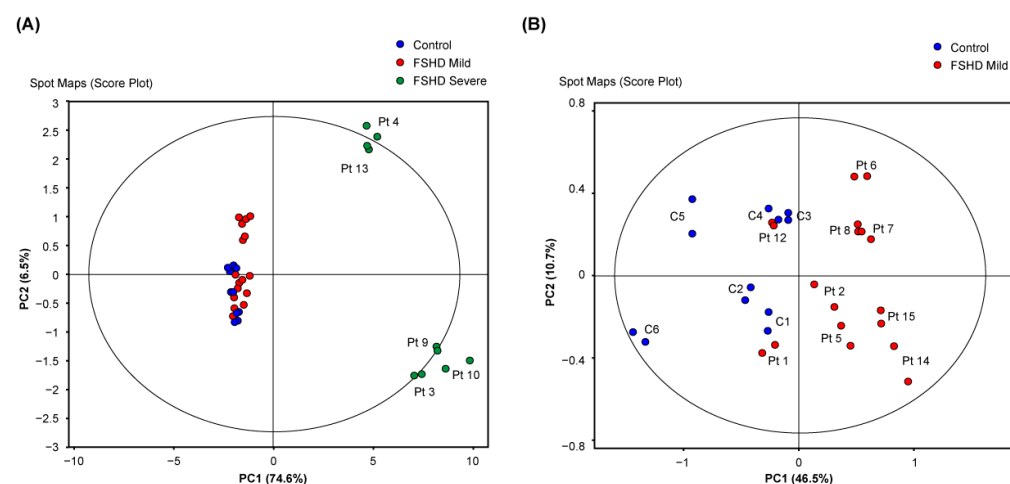 (A)
Control
FSHD Mild
FSHD Severe
Spot Maps (Score Plot)
3
2.5
2
1.5
1
0.5
0
−0.5
−1
−1.5
−2
−2.5
−3
PC2 (6.5%)
Pt 4
Pt 13
Pt 9
Pt 10
Pt 3
−10
−5
0
5
10
PC1 (74.6%)
(B)
Control
FSHD Mild
Spot Maps (Score Plot)
0.8
0.4
0
−0.4
−0.8
PC2 (10.7%)
Pt 6
C5
C4
C3
Pt 12
Pt 8
Pt 7
C2
Pt 2
C1
Pt 15
C6
Pt 5
Pt 1
Pt 14
−1
0
1
PC1 (46.5%)